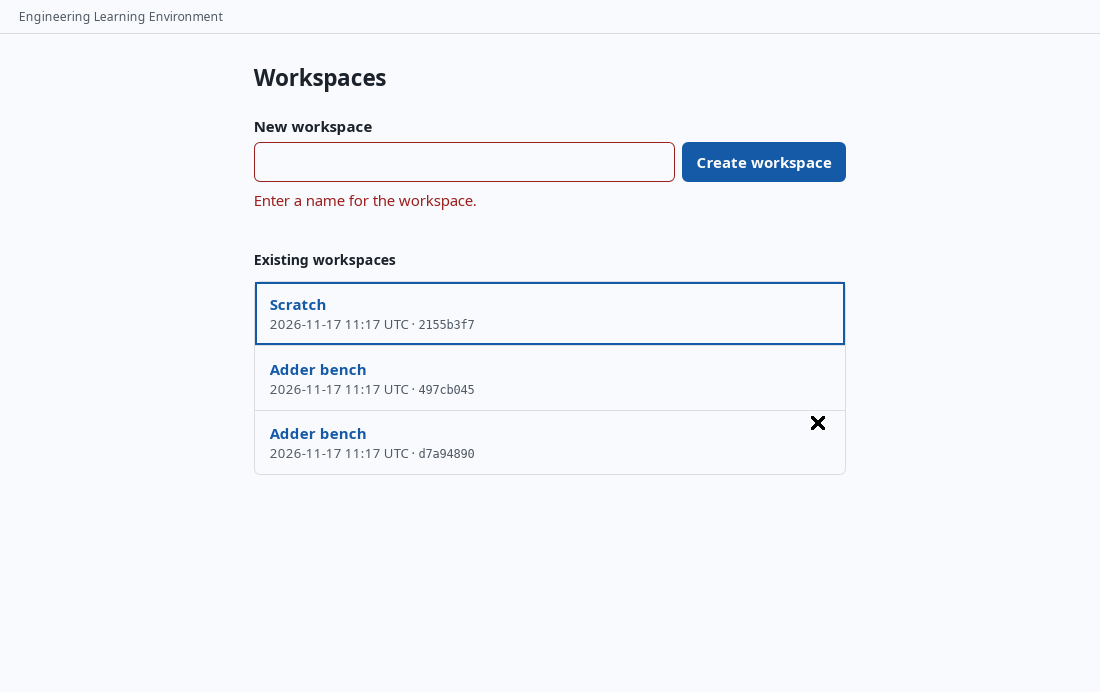 Engineering Learning Environment
Workspaces
New workspace
Create workspace
Enter a name for the workspace.
Existing workspaces
Scratch
2026-11-17 11:17 UTC · 2155b3f7
Adder bench
2026-11-17 11:17 UTC · 497cb045
Adder bench
2026-11-17 11:17 UTC · d7a94890